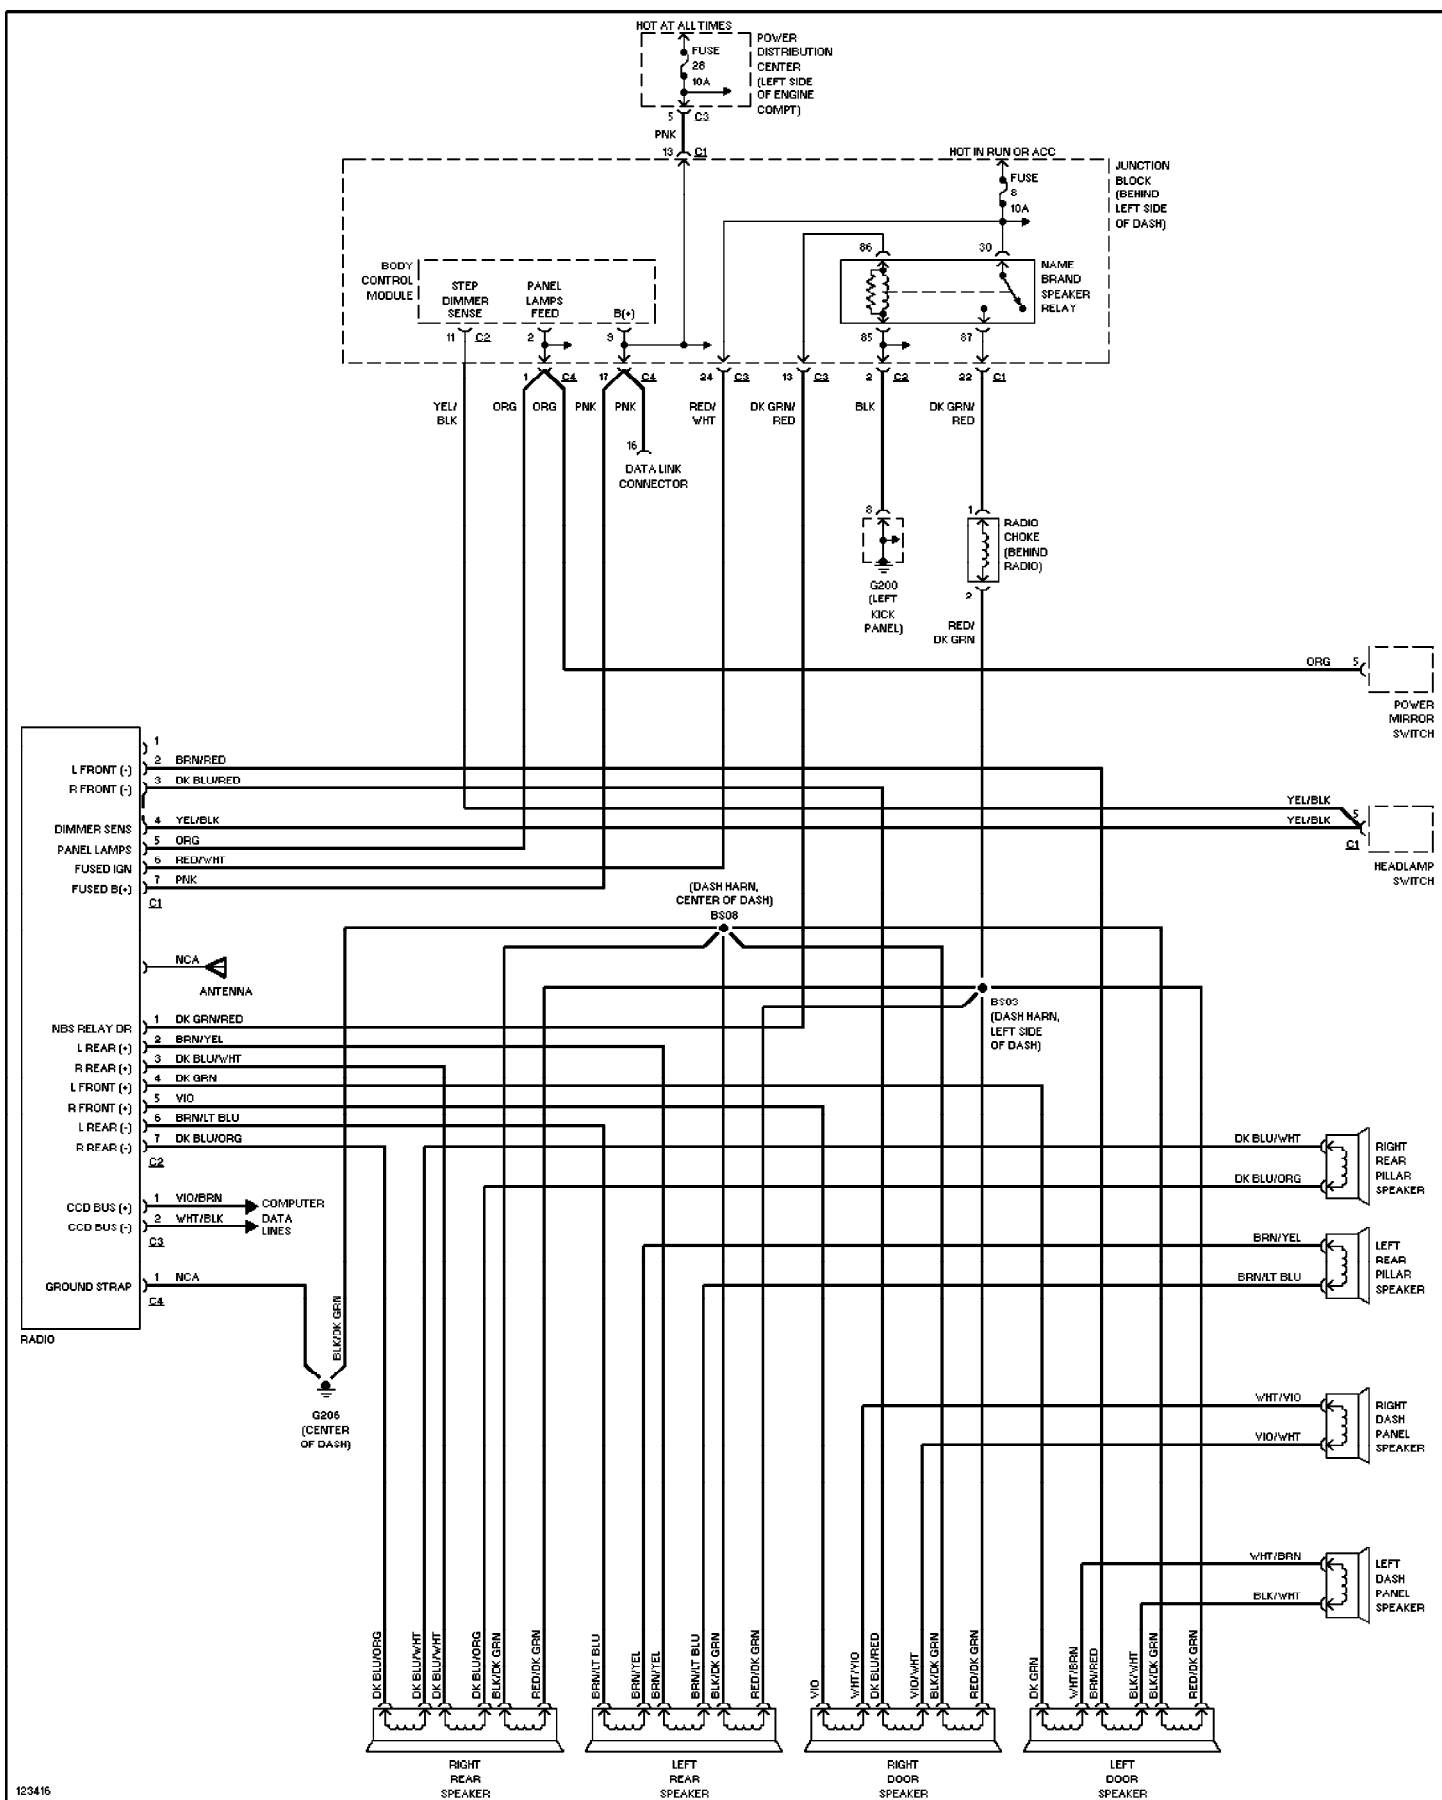 HOT AT ALL TIMES
FUSE
28
10A
POWER
DISTRIBUTION
CENTER
(LEFT SIDE
OF ENGINE
COMPT)
5 C3
PNK
13 C1
HOT IN RUN OR ACC
FUSE
8
10A
JUNCTION
BLOCK
(BEHIND
LEFT SIDE
OF DASH)
86
30
BODY
CONTROL
MODULE
STEP
DIMMER
SENSE
PANEL
LAMPS
FEED
B(+)
NAME
BRAND
SPEAKER
RELAY
11 C2
2
9
85
87
1 C4
17 C4
24 C3
13 C3
2 C2
22 C1
YEL/
BLK
ORG
ORG
PNK
PNK
RED/
WHT
DK GRN/
RED
BLK
DK GRN/
RED
16
DATA LINK
CONNECTOR
8
G200
(LEFT
KICK
PANEL)
1
RADIO
CHOKE
(BEHIND
RADIO)
2
RED/
DK GRN
ORG 5
POWER
MIRROR
SWITCH
1
L FRONT (-) 2 BRN/RED
R FRONT (-) 3 DK BLU/RED
DIMMER SENS 4 YEL/BLK
PANEL LAMPS 5 ORG
FUSED IGN 6 RED/WHT
FUSED B(+) 7 PNK
C1
YEL/BLK
YEL/BLK
5
C1
HEADLAMP
SWITCH
(DASH HARN,
CENTER OF DASH)
BS08
NCA
ANTENNA
BS03
(DASH HARN,
LEFT SIDE
OF DASH)
NBS RELAY DR 1 DK GRN/RED
L REAR (+) 2 BRN/YEL
R REAR (+) 3 DK BLU/WHT
L FRONT (+) 4 DK GRN
R FRONT (+) 5 VIO
L REAR (-) 6 BRN/LT BLU
R REAR (-) 7 DK BLU/ORG
C2
CCD BUS (+) 1 VIO/BRN
CCD BUS (-) 2 WHT/BLK
C3
COMPUTER
DATA
LINES
GROUND STRAP 1 NCA
C4
RADIO
BLK/DK GRN
G206
(CENTER
OF DASH)
DK BLU/WHT
DK BLU/ORG
RIGHT
REAR
PILLAR
SPEAKER
BRN/YEL
BRN/LT BLU
LEFT
REAR
PILLAR
SPEAKER
WHT/VIO
VIO/WHT
RIGHT
DASH
PANEL
SPEAKER
WHT/BRN
BLK/WHT
LEFT
DASH
PANEL
SPEAKER
DK BLU/ORG
DK BLU/WHT
DK BLU/WHT
DK BLU/ORG
BLK/DK GRN
RED/DK GRN
BRN/LT BLU
BRN/YEL
BRN/YEL
BRN/LT BLU
BLK/DK GRN
RED/DK GRN
VIO
WHT/VIO
DK BLU/RED
VIO/WHT
BLK/DK GRN
RED/DK GRN
DK GRN
WHT/BRN
BRN/RED
BLK/WHT
BLK/DK GRN
RED/DK GRN
RIGHT
REAR
SPEAKER
LEFT
REAR
SPEAKER
RIGHT
DOOR
SPEAKER
LEFT
DOOR
SPEAKER
123416